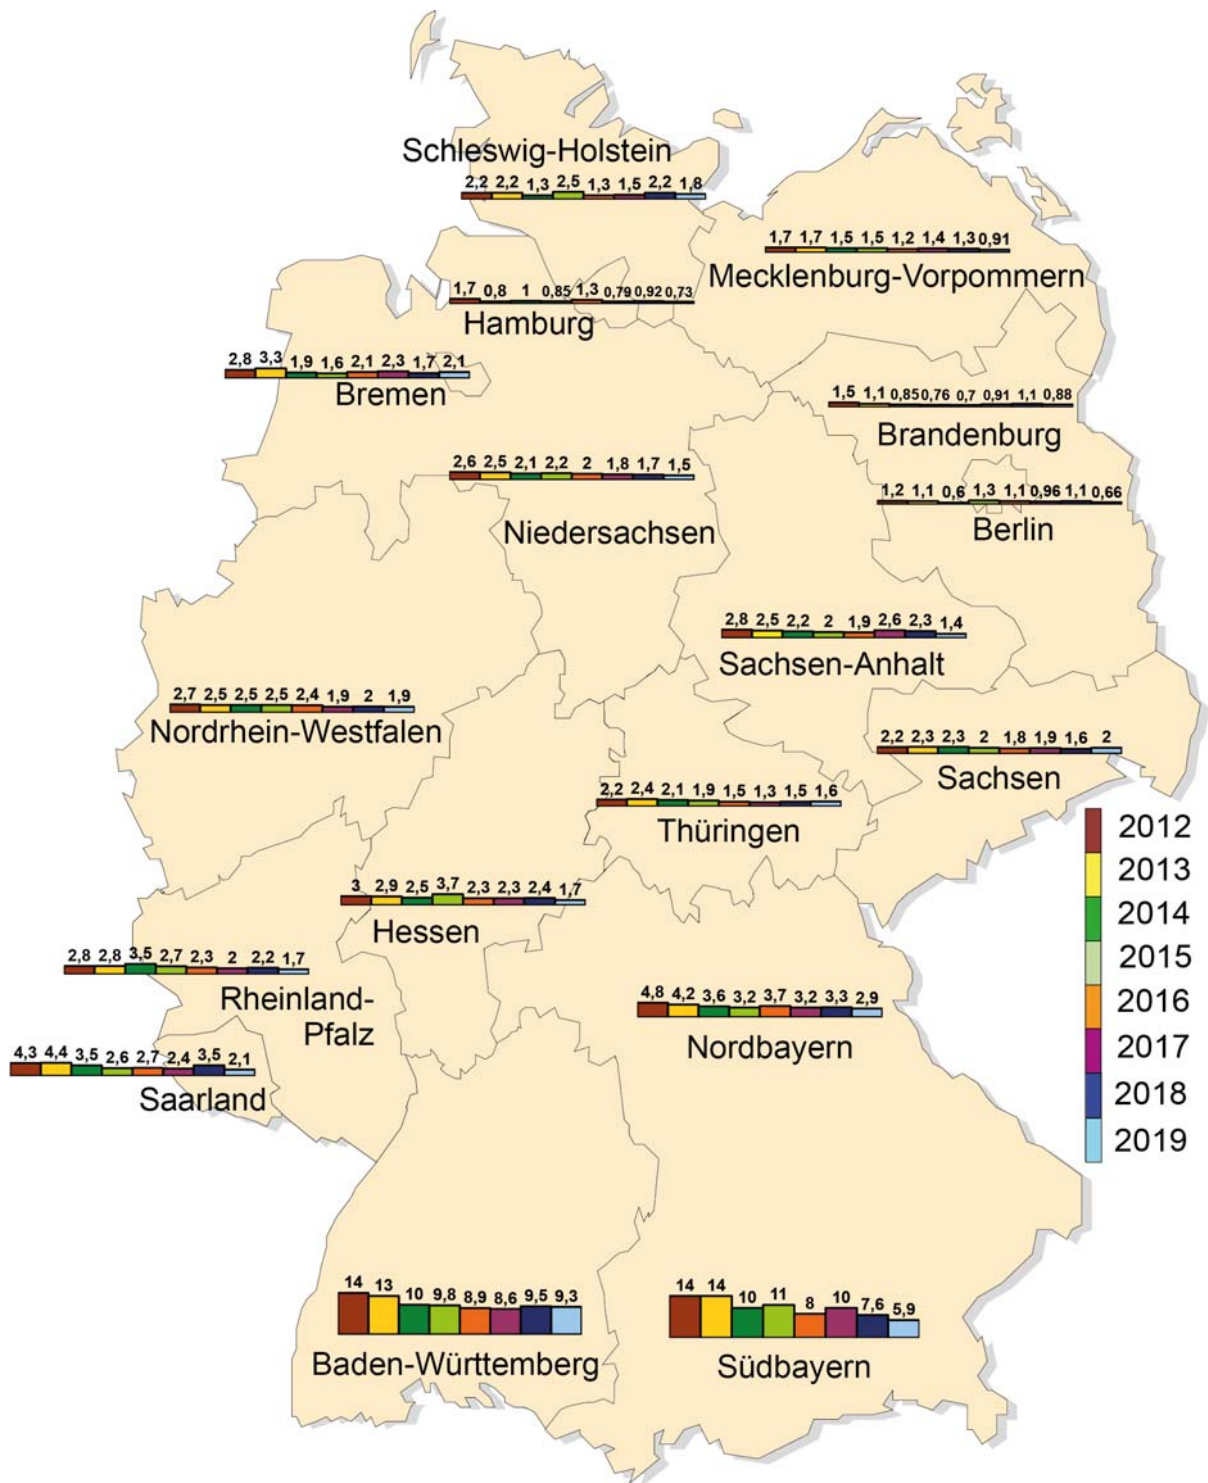 Schleswig-Holstein
2,2 2,2 1,3 2,5 1,3 1,5 2,2 1,8
1,7 1,7 1,5 1,5 1,2 1,4 1,3 0,91
Mecklenburg-Vorpommern
1,7 0,8 1 0,85 1,3 0,79 0,92 0,73
Hamburg
2,8 3,3 1,9 1,6 2,1 2,3 1,7 2,1
Bremen
1,5 1,1 0,85 0,76 0,7 0,91 1,1 0,88
Brandenburg
2,6 2,5 2,1 2,2 2 1,8 1,7 1,5
Niedersachsen
1,2 1,1 0,6 1,3 1,1 0,96 1,1 0,66
Berlin
2,8 2,5 2,2 2 1,9 2,6 2,3 1,4
Sachsen-Anhalt
2,7 2,5 2,5 2,5 2,4 1,9 2 1,9
Nordrhein-Westfalen
2,2 2,3 2,3 2 1,8 1,9 1,6 2
Sachsen
2,2 2,4 2,1 1,9 1,5 1,3 1,5 1,6
Thüringen
3 2,9 2,5 3,7 2,3 2,3 2,4 1,7
Hessen
2,8 2,8 3,5 2,7 2,3 2 2,2 1,7
Rheinland-
Pfalz
4,8 4,2 3,6 3,2 3,7 3,2 3,3 2,9
Nordbayern
4,3 4,4 3,5 2,6 2,7 2,4 3,5 2,1
Saarland
14 13 10 9,8 8,9 8,6 9,5 9,3
Baden-Württemberg
14 14 10 11 8 10 7,6 5,9
Südbayern
2012
2013
2014
2015
2016
2017
2018
2019